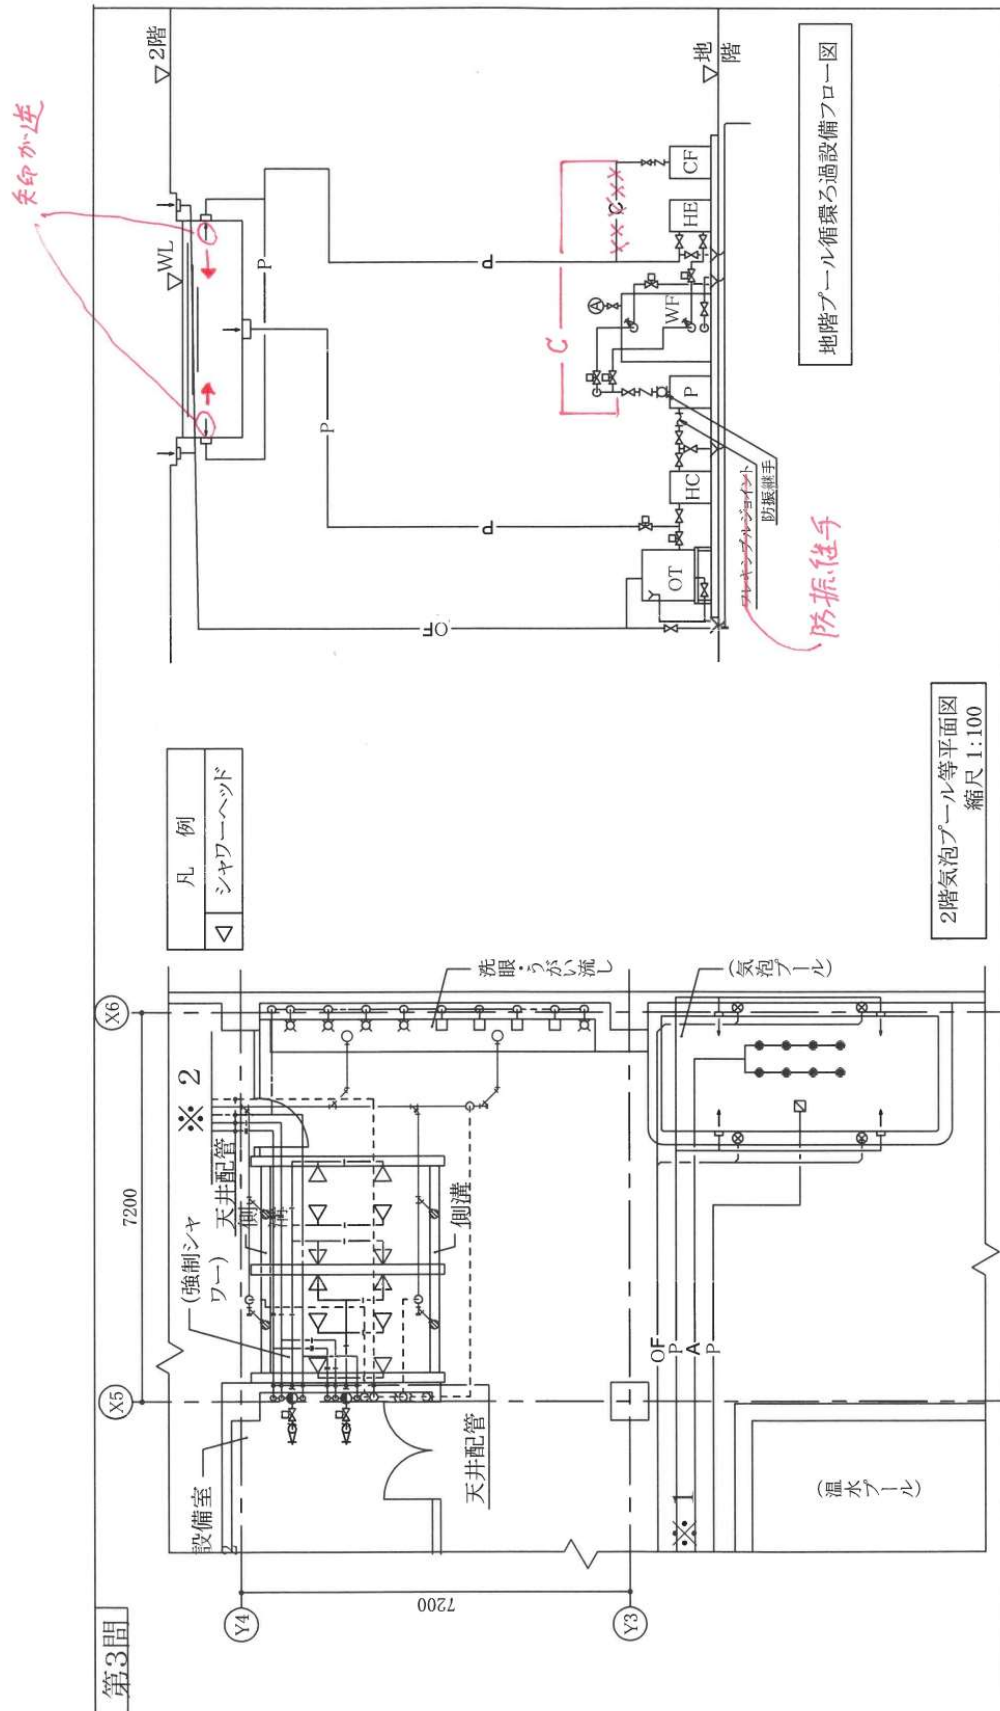 第3問
X5
X6
7200
Y4
Y3
7200
設備室
(強制シャ
ワー)
天井配管
※ 2
側溝
側溝
天井配管
洗眼・うがい流し
(気泡プール)
OF
P
A
P
※ 1
(温水プール)
凡 例
シャワーヘッド
2階気泡プール等平面図
縮尺 1:100
矢印が逆
WL
2階
P
P
P
P
OF
C
C
A
WF
OT
HC
P
HE
CF
地
階
フレキシブルジョイント
防振継手
防振継手
地階プール循環ろ過設備フロー図